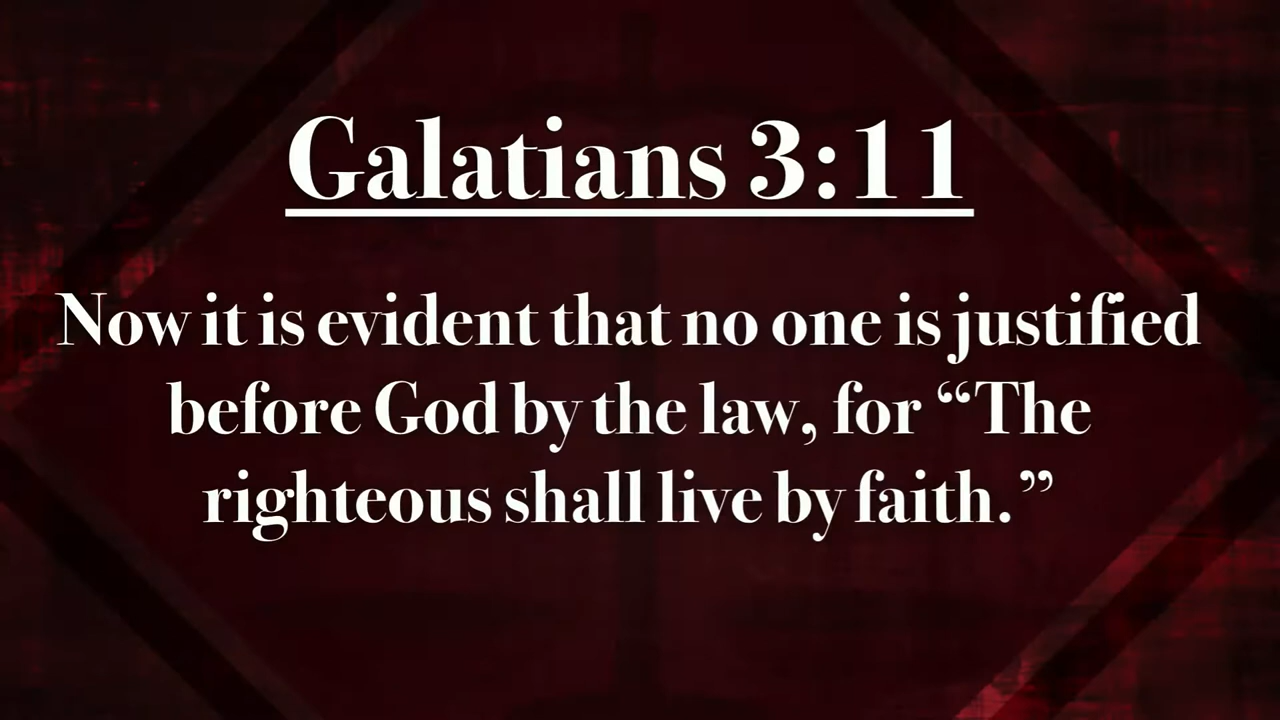 Galatians 3:11
Now it is evident that no one is justified
before God by the law, for “The
righteous shall live by faith.”